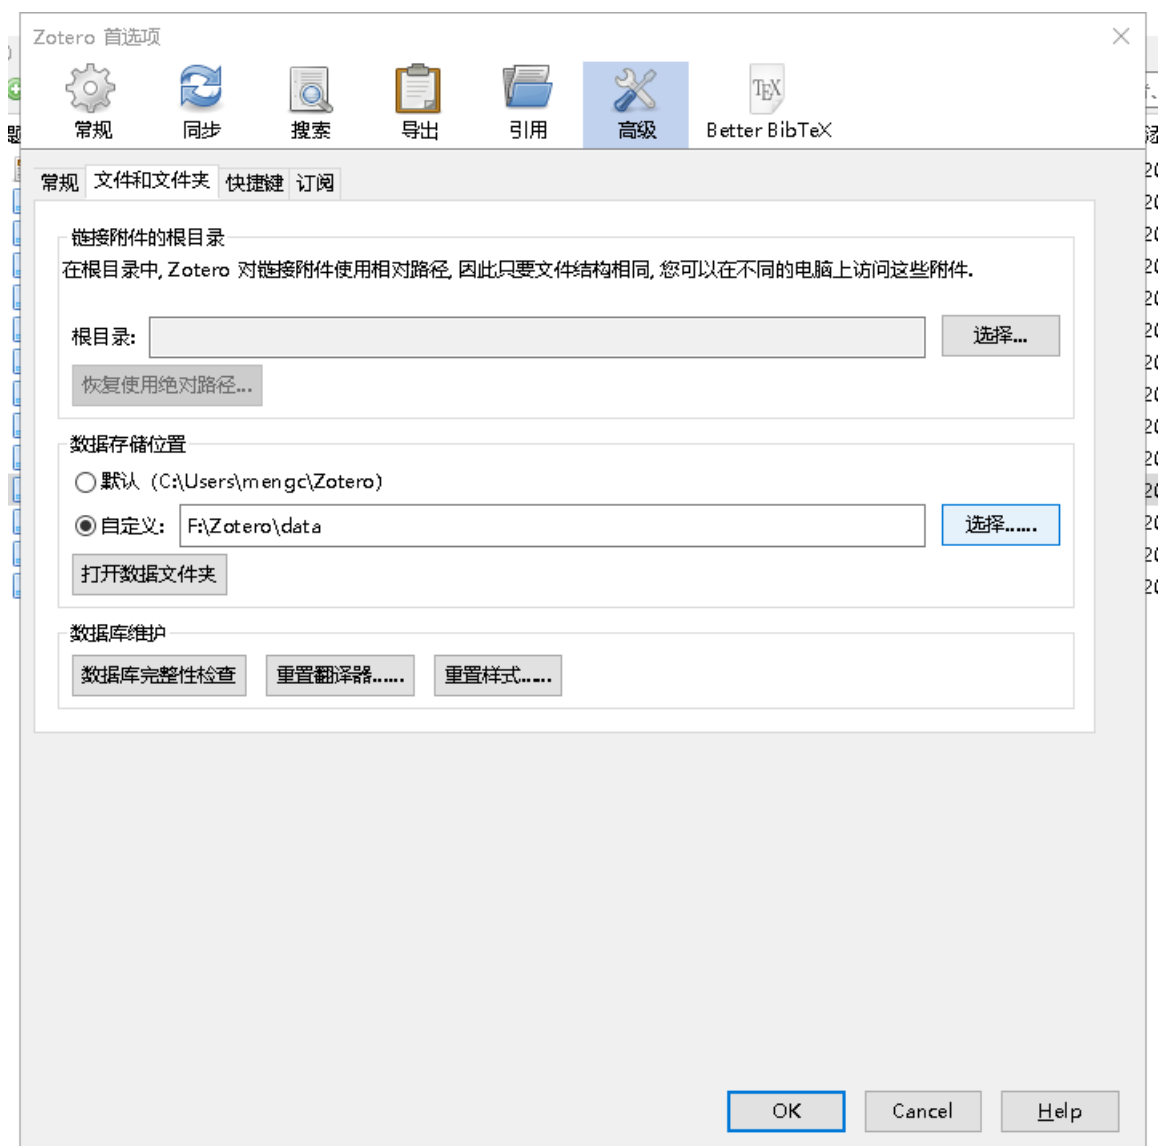 Zotero 首选项
常规 同步 搜索 导出 引用 高级 Better BibTeX
常规 文件和文件夹 快捷键 订阅
链接附件的根目录
在根目录中, Zotero 对链接附件使用相对路径, 因此只要文件结构相同, 您可以在不同的电脑上访问这些附件.
根目录: 选择...
恢复使用绝对路径...
数据存储位置
默认 (C:\Users\mengc\Zotero)
自定义: F:\Zotero\data 选择......
打开数据文件夹
数据库维护
数据库完整性检查 重置翻译器...... 重置样式......
OK Cancel Help